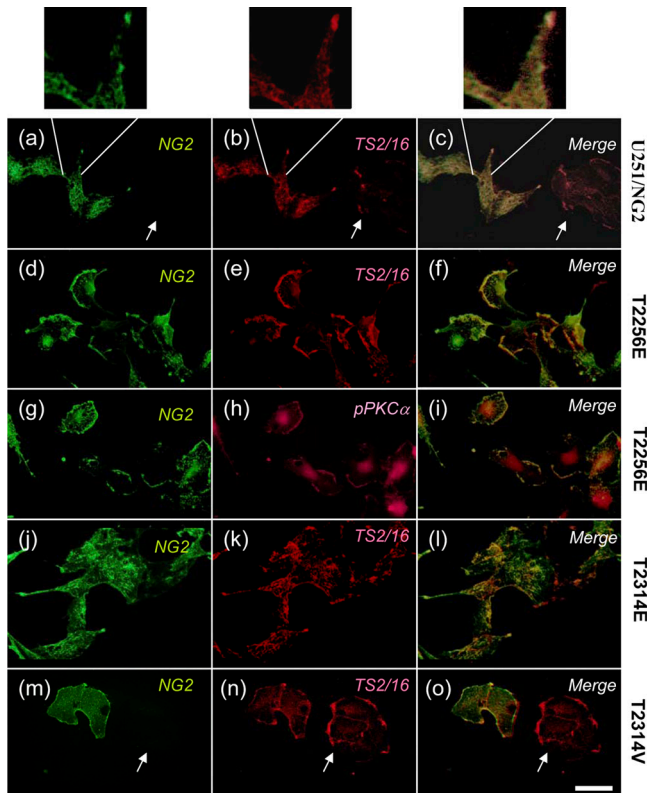 (a) NG2
(b) TS2/16
(c) Merge
U251/NG2
(d) NG2
(e) TS2/16
(f) Merge
T2256E
(g) NG2
(h) pPKCα
(i) Merge
T2256E
(j) NG2
(k) TS2/16
(l) Merge
T2314E
(m) NG2
(n) TS2/16
(o) Merge
T2314V